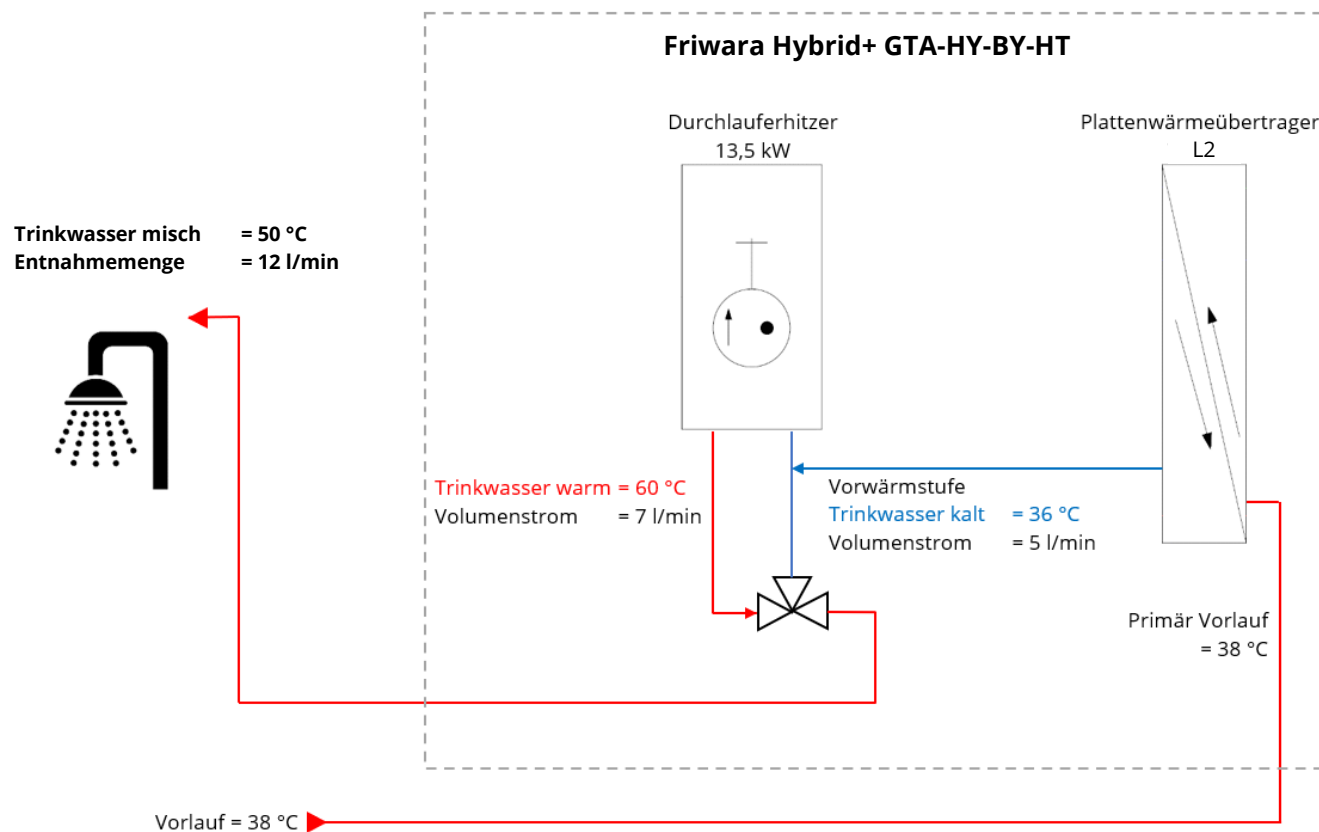 Friwara Hybrid+ GTA-HY-BY-HT
Durchlauferhitzer
13,5 kW
Plattenwärmeübertrager
L2
Trinkwasser misch = 50 °C
Entnahmemenge = 12 l/min
Trinkwasser warm = 60 °C
Volumenstrom = 7 l/min
Vorwärmstufe
Trinkwasser kalt = 36 °C
Volumenstrom = 5 l/min
Primär Vorlauf
= 38 °C
Vorlauf = 38 °C